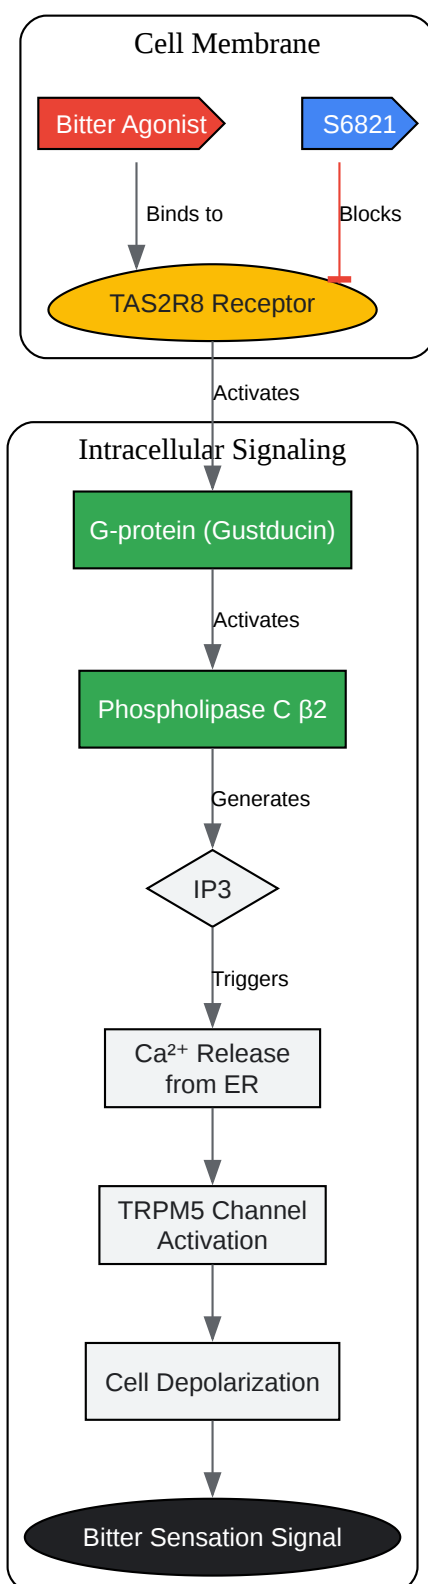 Cell Membrane
Bitter Agonist
S6821
Binds to
Blocks
TAS2R8 Receptor
Activates
Intracellular Signaling
G-protein (Gustducin)
Activates
Phospholipase C β2
Generates
IP3
Triggers
Ca²⁺ Release
from ER
TRPM5 Channel
Activation
Cell Depolarization
Bitter Sensation Signal